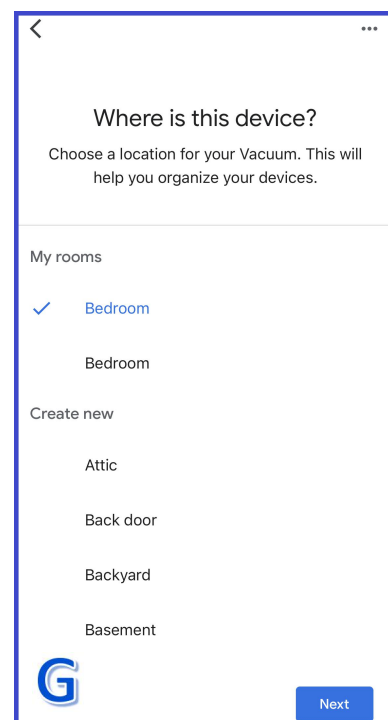 Where is this device?
Choose a location for your Vacuum. This will
help you organize your devices.
My rooms
Bedroom
Bedroom
Create new
Attic
Back door
Backyard
Basement
G
Next